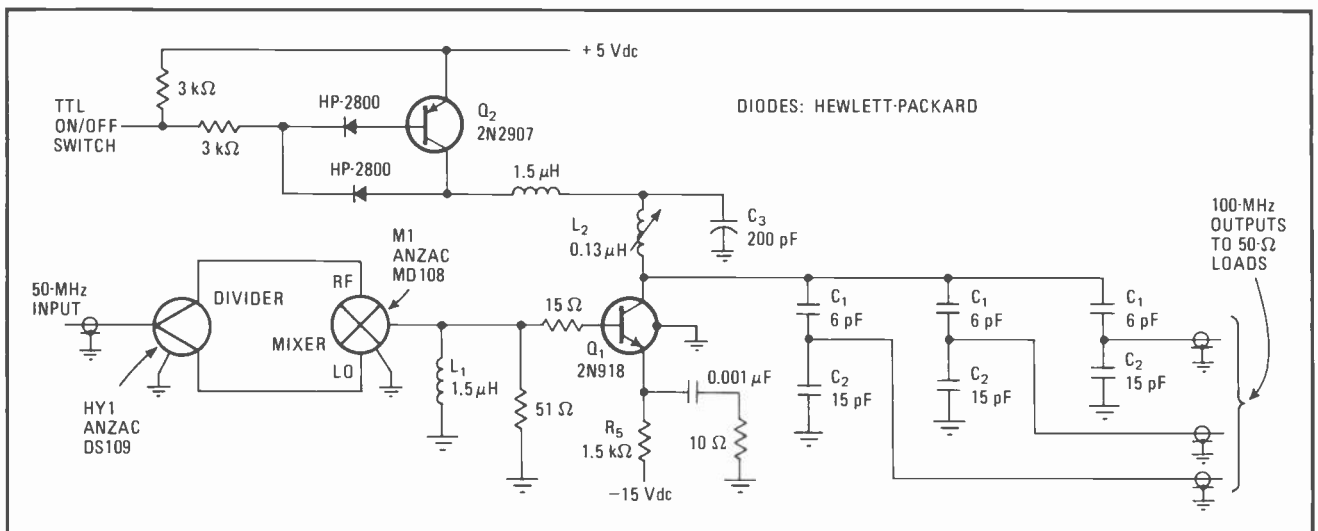 + 5 Vdc
3 kΩ
TTL
ON/OFF
SWITCH
3 kΩ
HP-2800
Q2
2N2907
HP-2800
DIODES: HEWLETT-PACKARD
1.5 μH
L2
0.13 μH
C3
200 pF
100-MHz
OUTPUTS
TO 50-Ω
LOADS
M1
ANZAC
MD108
50-MHz
INPUT
DIVIDER
RF
MIXER
LO
HY1
ANZAC
DS109
L1
1.5 μH
51 Ω
15 Ω
Q1
2N918
0.001 μF
R5
1.5 kΩ
10 Ω
−15 Vdc
C1
6 pF
C2
15 pF
C1
6 pF
C2
15 pF
C1
6 pF
C2
15 pF